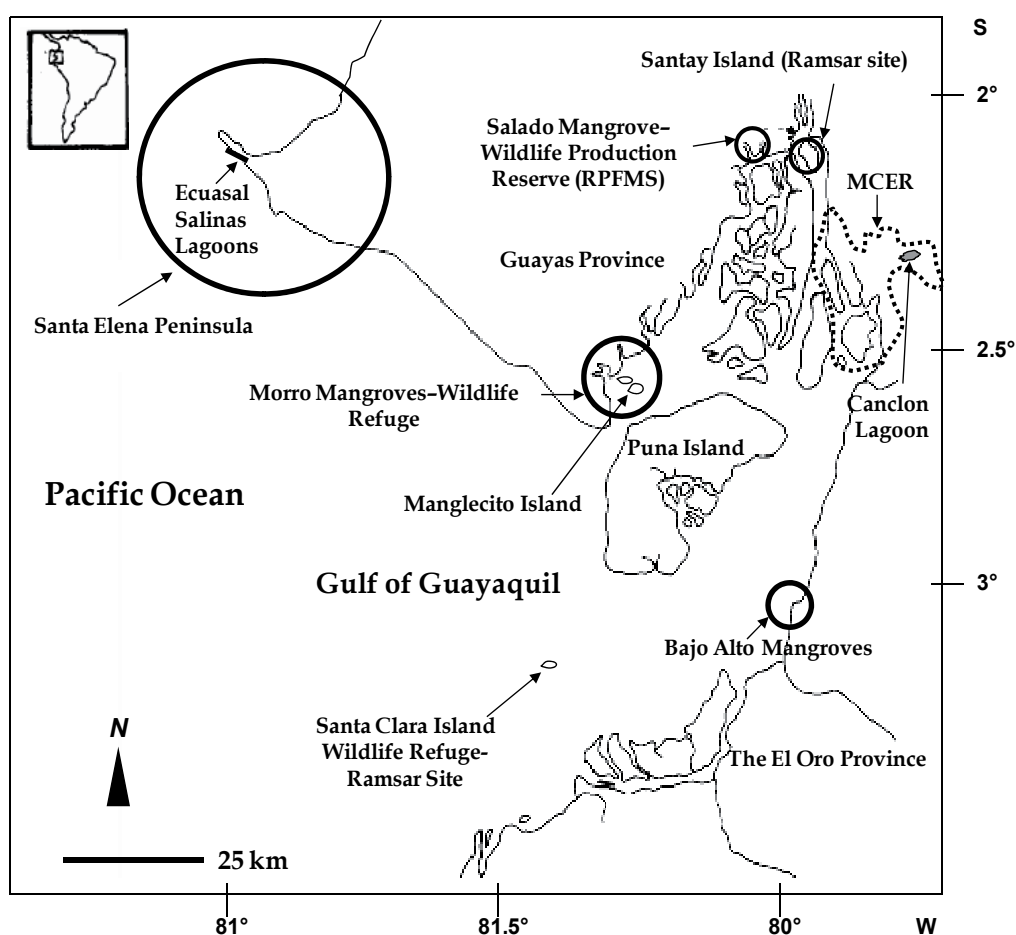 S
Santay Island (Ramsar site)
2°
Salado Mangrove–
Wildlife Production
Reserve (RPFMS)
MCER
Ecuasal
Salinas
Lagoons
Guayas Province
Santa Elena Peninsula
2.5°
Morro Mangroves–Wildlife
Refuge
Canclon
Lagoon
Puna Island
Pacific Ocean
Manglecito Island
Gulf of Guayaquil
3°
Bajo Alto Mangroves
Santa Clara Island
Wildlife Refuge-
Ramsar Site
N
The El Oro Province
25 km
81°
81.5°
80°
W